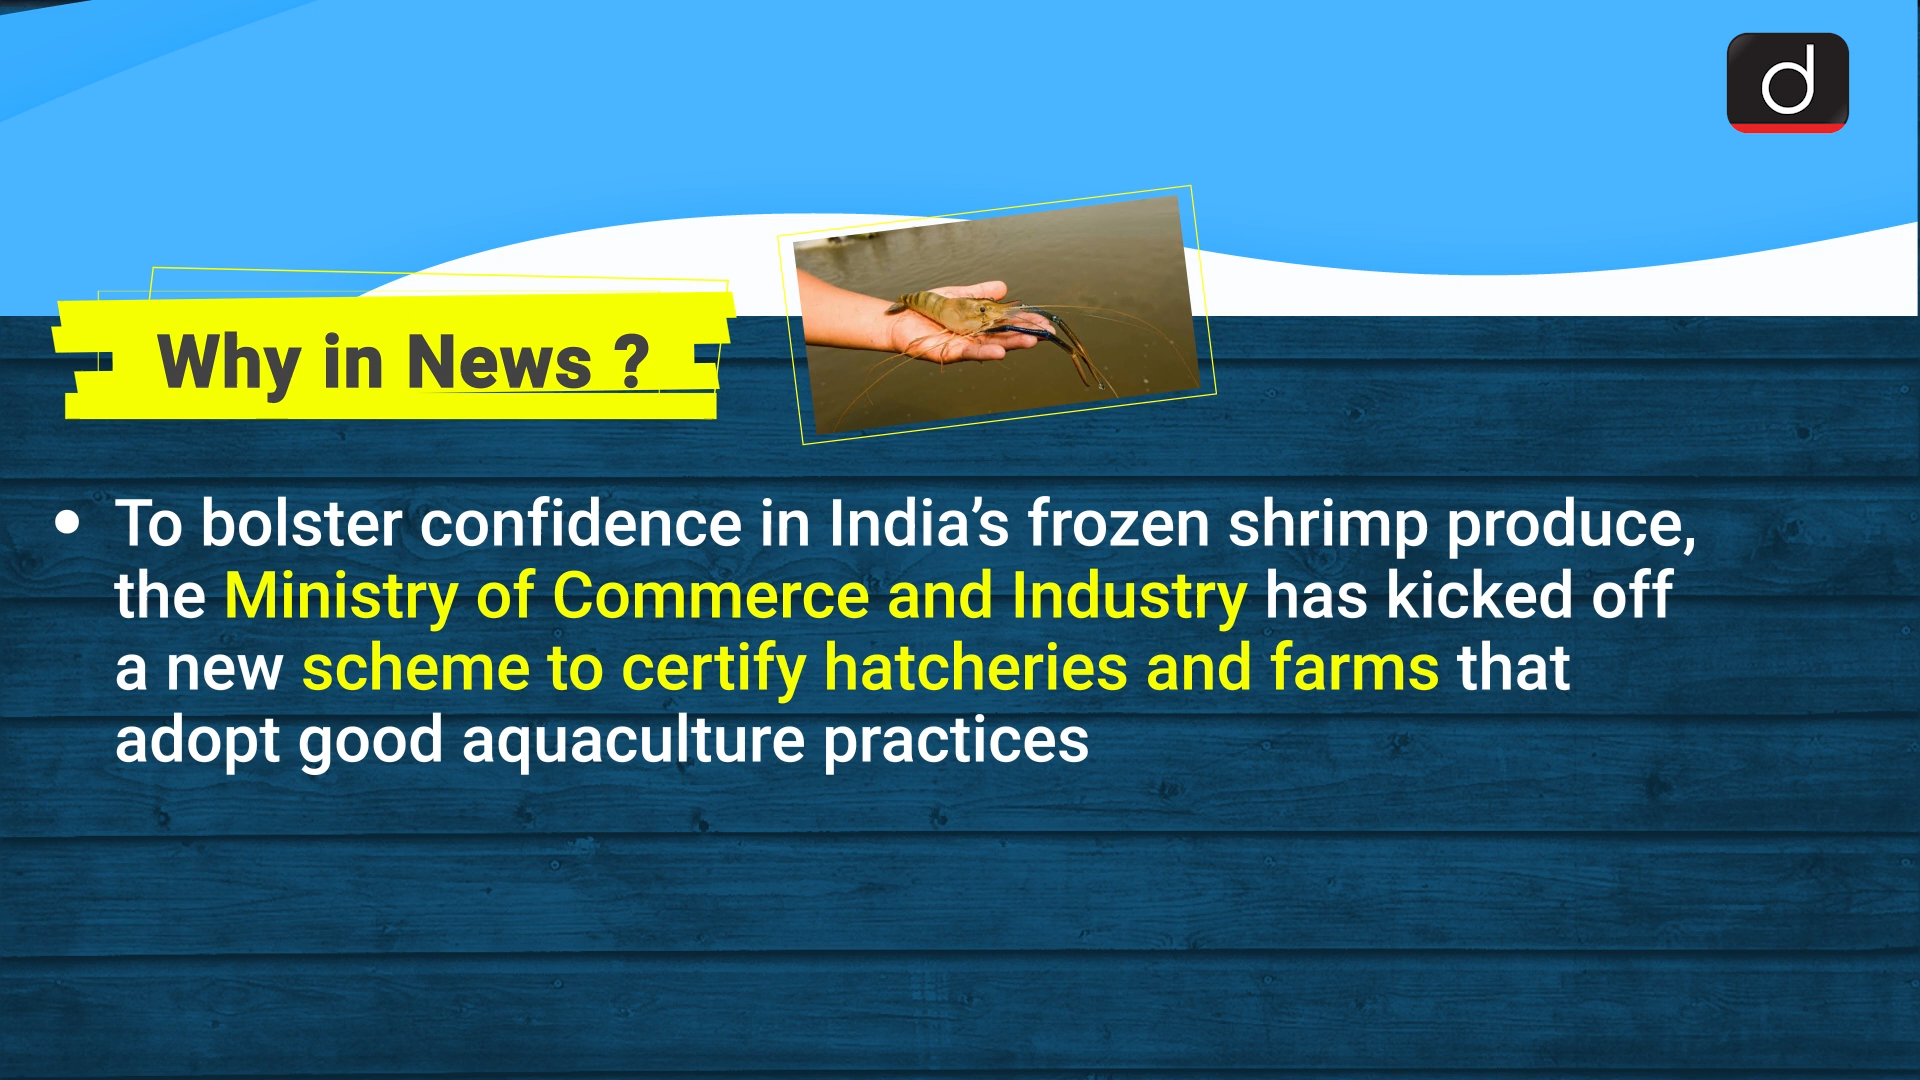 d
Why in News ?
• To bolster confidence in India’s frozen shrimp produce,
the Ministry of Commerce and Industry has kicked off
a new scheme to certify hatcheries and farms that
adopt good aquaculture practices